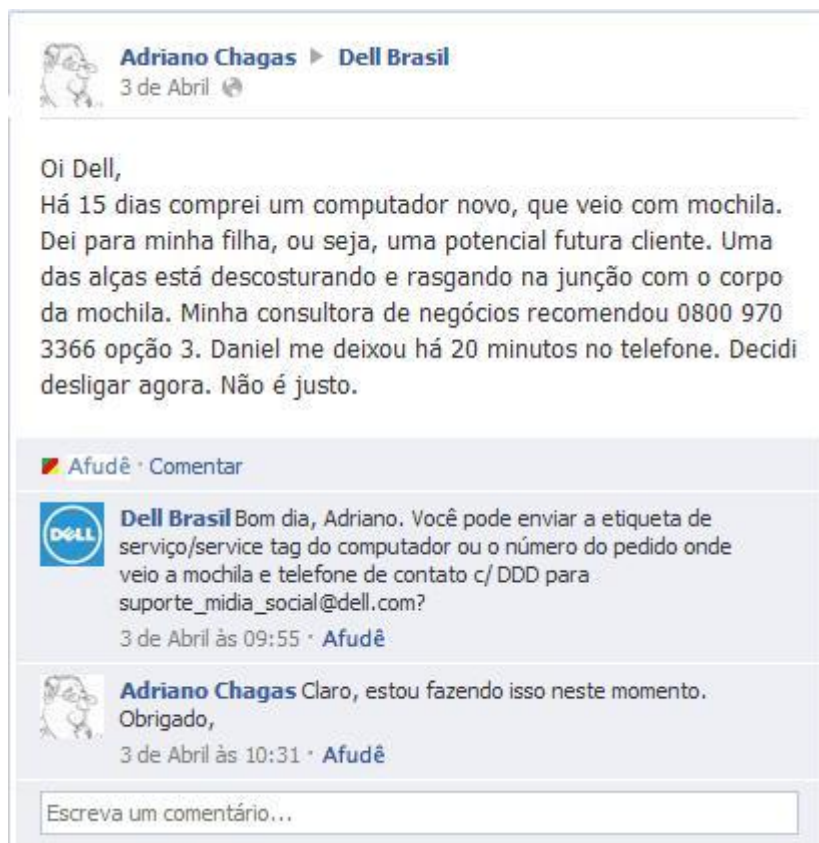 Adriano Chagas ▶ Dell Brasil
3 de Abril
Oi Dell,
Há 15 dias comprei um computador novo, que veio com mochila.
Dei para minha filha, ou seja, uma potencial futura cliente. Uma
das alças está descosturando e rasgando na junção com o corpo
da mochila. Minha consultora de negócios recomendou 0800 970
3366 opção 3. Daniel me deixou há 20 minutos no telefone. Decidi
desligar agora. Não é justo.
Afudê · Comentar
DELL
Dell Brasil Bom dia, Adriano. Você pode enviar a etiqueta de
serviço/service tag do computador ou o número do pedido onde
veio a mochila e telefone de contato c/ DDD para
suporte_midia_social@dell.com?
3 de Abril às 09:55 · Afudê
Adriano Chagas Claro, estou fazendo isso neste momento.
Obrigado,
3 de Abril às 10:31 · Afudê
Escreva um comentário...